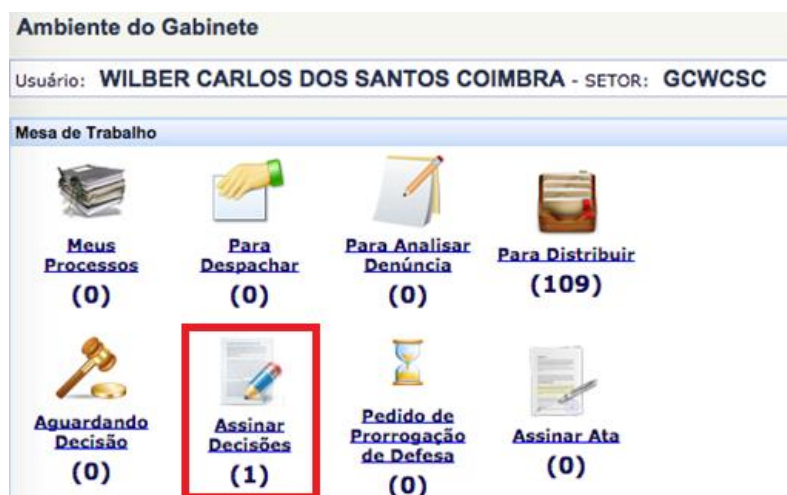 Ambiente do Gabinete
Usuário: WILBER CARLOS DOS SANTOS COIMBRA - SETOR: GCWCSC
Mesa de Trabalho
Meus
Processos
(0)
Para
Despachar
(0)
Para Analisar
Denúncia
(0)
Para Distribuir
(109)
Aguardando
Decisão
(0)
Assinar
Decisões
(1)
Pedido de
Prorrogação
de Defesa
(0)
Assinar Ata
(0)